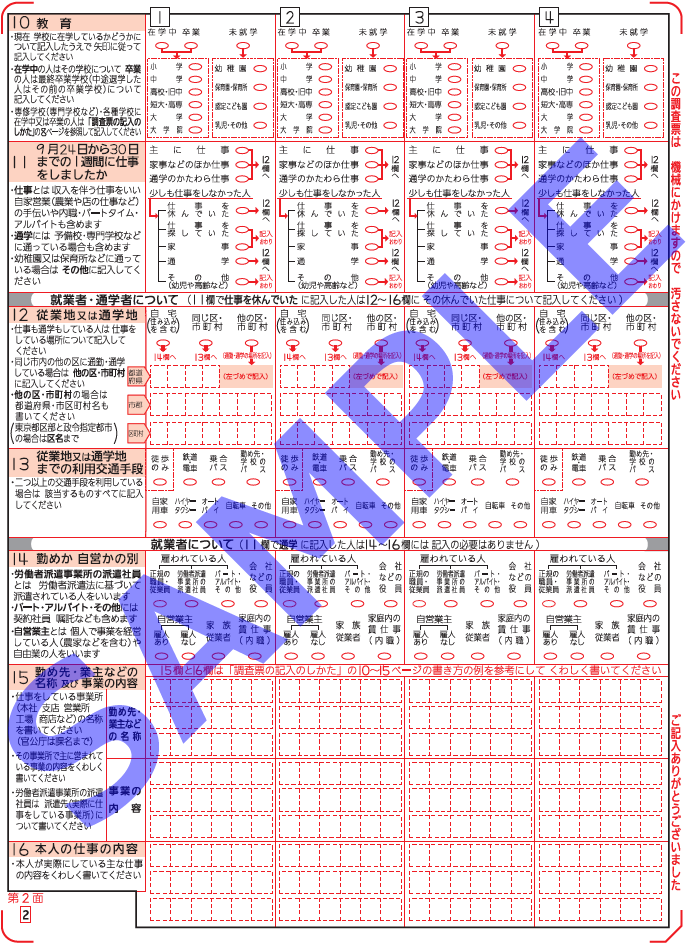 1 2 3 4
10 教 育
在学中 卒業 未就学
在学中 卒業 未就学
在学中 卒業 未就学
在学中 卒業 未就学
・現在 学校に在学しているかどうかに
ついて記入したうえで 矢印に従って
記入してください
・在学中の人はその学校について 卒業
の人は最終卒業学校(中途退学した
人はその前の卒業学校)について
記入してください
・専修学校(専門学校など)・各種学校に
在学中又は卒業の人は「調査票の記入の
しかた」の8ページを参照して記入してください
小 学 幼 稚 園
中 学
高校・旧中 保育園・保育所
短大・高専 認定こども園
大 学
大 学 院 乳児・その他
小 学 幼 稚 園
中 学
高校・旧中 保育園・保育所
短大・高専 認定こども園
大 学
大 学 院 乳児・その他
小 学 幼 稚 園
中 学
高校・旧中 保育園・保育所
短大・高専 認定こども園
大 学
大 学 院 乳児・その他
小 学 幼 稚 園
中 学
高校・旧中 保育園・保育所
短大・高専 認定こども園
大 学
大 学 院 乳児・その他
11 9月24日から30日
までの1週間に仕事
をしましたか
・仕事とは 収入を伴う仕事をいい
自家営業(農業や店の仕事など)
の手伝いや内職・パートタイム・
アルバイトも含めます
・通学には 予備校・専門学校など
に通っている場合も含めます
・幼稚園又は保育所などに通って
いる場合は その他に記入してく
ださい
主 に 仕 事
家事などのほか仕事
通学のかたわら仕事
12欄へ
少しも仕事をしなかった人
仕 事 を
休 ん で い た
12欄へ
仕 事 を
探 し て い た
記入おわり
家 事
通 学
12欄へ
そ の 他
(幼児や高齢など)
記入おわり
主 に 仕 事
家事などのほか仕事
通学のかたわら仕事
12欄へ
少しも仕事をしなかった人
仕 事 を
休 ん で い た
12欄へ
仕 事 を
探 し て い た
記入おわり
家 事
通 学
12欄へ
そ の 他
(幼児や高齢など)
記入おわり
主 に 仕 事
家事などのほか仕事
通学のかたわら仕事
12欄へ
少しも仕事をしなかった人
仕 事 を
休 ん で い た
12欄へ
仕 事 を
探 し て い た
記入おわり
家 事
通 学
12欄へ
そ の 他
(幼児や高齢など)
記入おわり
主 に 仕 事
家事などのほか仕事
通学のかたわら仕事
12欄へ
少しも仕事をしなかった人
仕 事 を
休 ん で い た
12欄へ
仕 事 を
探 し て い た
記入おわり
家 事
通 学
12欄へ
そ の 他
(幼児や高齢など)
記入おわり
就業者・通学者について (11欄で仕事を休んでいた に記入した人は12〜16欄に その休んでいた仕事について記入してください)
12 従業地又は通学地
・仕事も通学もしている人は 仕事を
している場所について記入して
ください
・同じ市内の他の区に通勤・通学
している場合は 他の区・市町村
に記入してください
・他の区・市町村の場合は
都道府県・市区町村名も
書いてください
(東京都区部と政令指定都市
の場合は区名まで)
都道府県
市郡
区町村
自 宅 (住み込みを含む) 同じ区・市町村 他の区・市町村
14欄へ 13欄へ (通勤・通学の場所を記入)
(左づめで記入)
自 宅 (住み込みを含む) 同じ区・市町村 他の区・市町村
14欄へ 13欄へ (通勤・通学の場所を記入)
(左づめで記入)
自 宅 (住み込みを含む) 同じ区・市町村 他の区・市町村
14欄へ 13欄へ (通勤・通学の場所を記入)
(左づめで記入)
自 宅 (住み込みを含む) 同じ区・市町村 他の区・市町村
14欄へ 13欄へ (通勤・通学の場所を記入)
(左づめで記入)
13 従業地又は通学地
までの利用交通手段
・二つ以上の交通手段を利用している
場合は 該当するものすべてに記入
してください
徒歩のみ 鉄道・電車 乗合バス 勤め先・学校のバス
自家用車 ハイヤー・タクシー オートバイ 自転車 その他
徒歩のみ 鉄道・電車 乗合バス 勤め先・学校のバス
自家用車 ハイヤー・タクシー オートバイ 自転車 その他
徒歩のみ 鉄道・電車 乗合バス 勤め先・学校のバス
自家用車 ハイヤー・タクシー オートバイ 自転車 その他
徒歩のみ 鉄道・電車 乗合バス 勤め先・学校のバス
自家用車 ハイヤー・タクシー オートバイ 自転車 その他
就業者について (11欄で通学 に記入した人は14〜16欄には 記入の必要はありません)
14 勤めか 自営かの別
・労働者派遣事業所の派遣社員
とは 労働者派遣法に基づいて
派遣されている人をいいます
・パート・アルバイト・その他には
契約社員 嘱託なども含めます
・自営業主とは 個人で事業を経営
している人(農家などを含む)や
自由業の人をいいます
雇われている人 会社などの役員
正規の職員・従業員 労働者派遣事業所の派遣社員 パート・アルバイト・その他
自営業主 家族従業者 家庭内の賃仕事(内職)
雇人あり 雇人なし
雇われている人 会社などの役員
正規の職員・従業員 労働者派遣事業所の派遣社員 パート・アルバイト・その他
自営業主 家族従業者 家庭内の賃仕事(内職)
雇人あり 雇人なし
雇われている人 会社などの役員
正規の職員・従業員 労働者派遣事業所の派遣社員 パート・アルバイト・その他
自営業主 家族従業者 家庭内の賃仕事(内職)
雇人あり 雇人なし
雇われている人 会社などの役員
正規の職員・従業員 労働者派遣事業所の派遣社員 パート・アルバイト・その他
自営業主 家族従業者 家庭内の賃仕事(内職)
雇人あり 雇人なし
15 勤め先・業主などの
名称 及び 事業の内容
15欄と16欄は「調査票の記入のしかた」の10〜15ページの書き方の例を参考にして くわしく書いてください
・仕事をしている事業所
(本社 支店 営業所
工場 商店など)の名称
を書いてください
(官公庁は課名まで)
・その事業所で主に営まれて
いる事業の内容をくわしく
書いてください
・労働者派遣事業所の派遣
社員は 派遣先(実際に仕
事をしている事業所)に
ついて書いてください
勤め先・
業主など
の 名 称
事業の
内 容
16 本人の仕事の内容
・本人が実際にしている主な仕事
の内容をくわしく書いてください
第2面
2
この調査票は 機械にかけますので 汚さないでください
ご記入ありがとうございました
SAMPLE